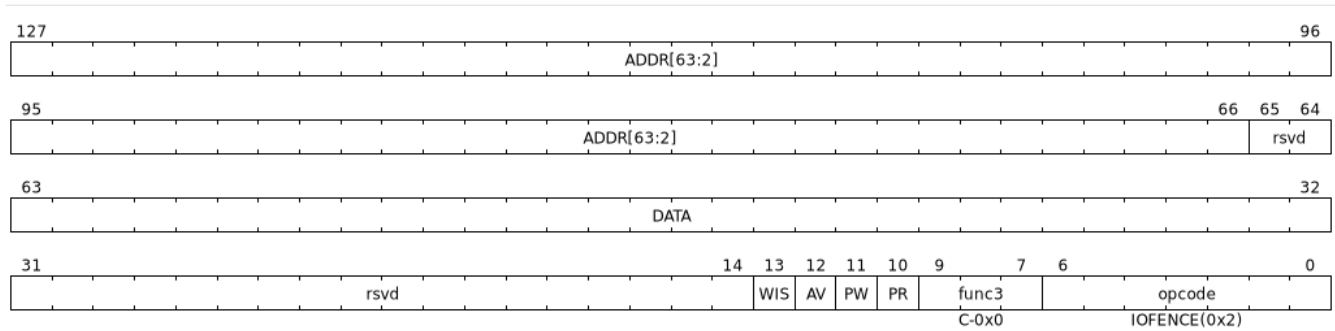 127 96
ADDR[63:2]
95 66 65 64
ADDR[63:2] rsvd
63 32
DATA
31 14 13 12 11 10 9 7 6 0
rsvd WIS AV PW PR func3 opcode
C-0x0 IOFENCE(0x2)